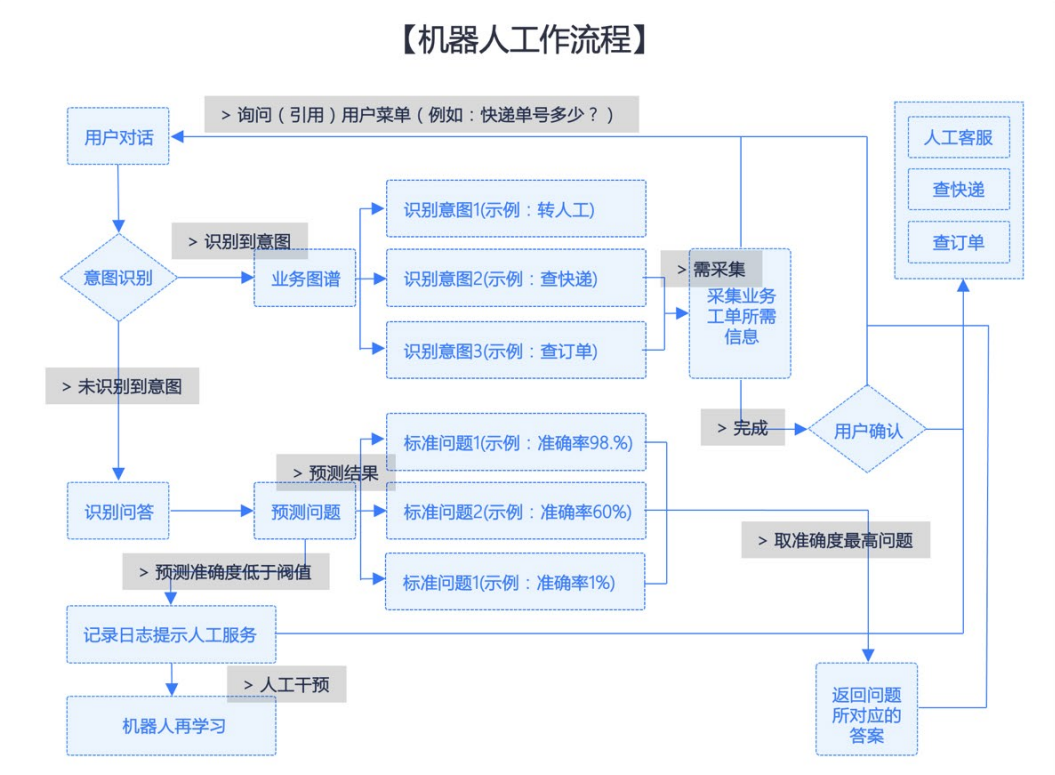 【机器人工作流程】
> 询问（引用）用户菜单（例如：快递单号多少？）
用户对话
人工客服
查快递
查订单
> 识别到意图
意图识别
业务图谱
识别意图1(示例：转人工)
识别意图2(示例：查快递)
识别意图3(示例：查订单)
> 需采集
采集业务
工单所需
信息
> 未识别到意图
> 完成
用户确认
标准问题1(示例：准确率98.%)
> 预测结果
识别问答
预测问题
标准问题2(示例：准确率60%)
> 取准确度最高问题
> 预测准确度低于阀值
标准问题1(示例：准确率1%)
记录日志提示人工服务
> 人工干预
机器人再学习
返回问题
所对应的
答案